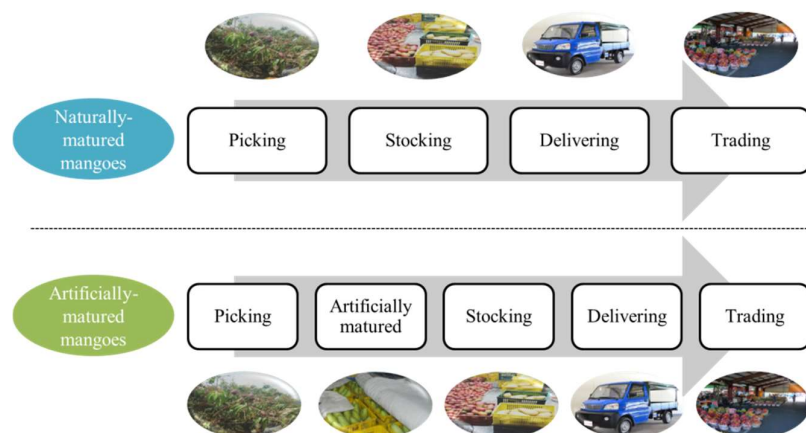 Naturally-
matured
mangoes
Picking
Stocking
Delivering
Trading
Artificially-
matured
mangoes
Picking
Artificially
matured
Stocking
Delivering
Trading